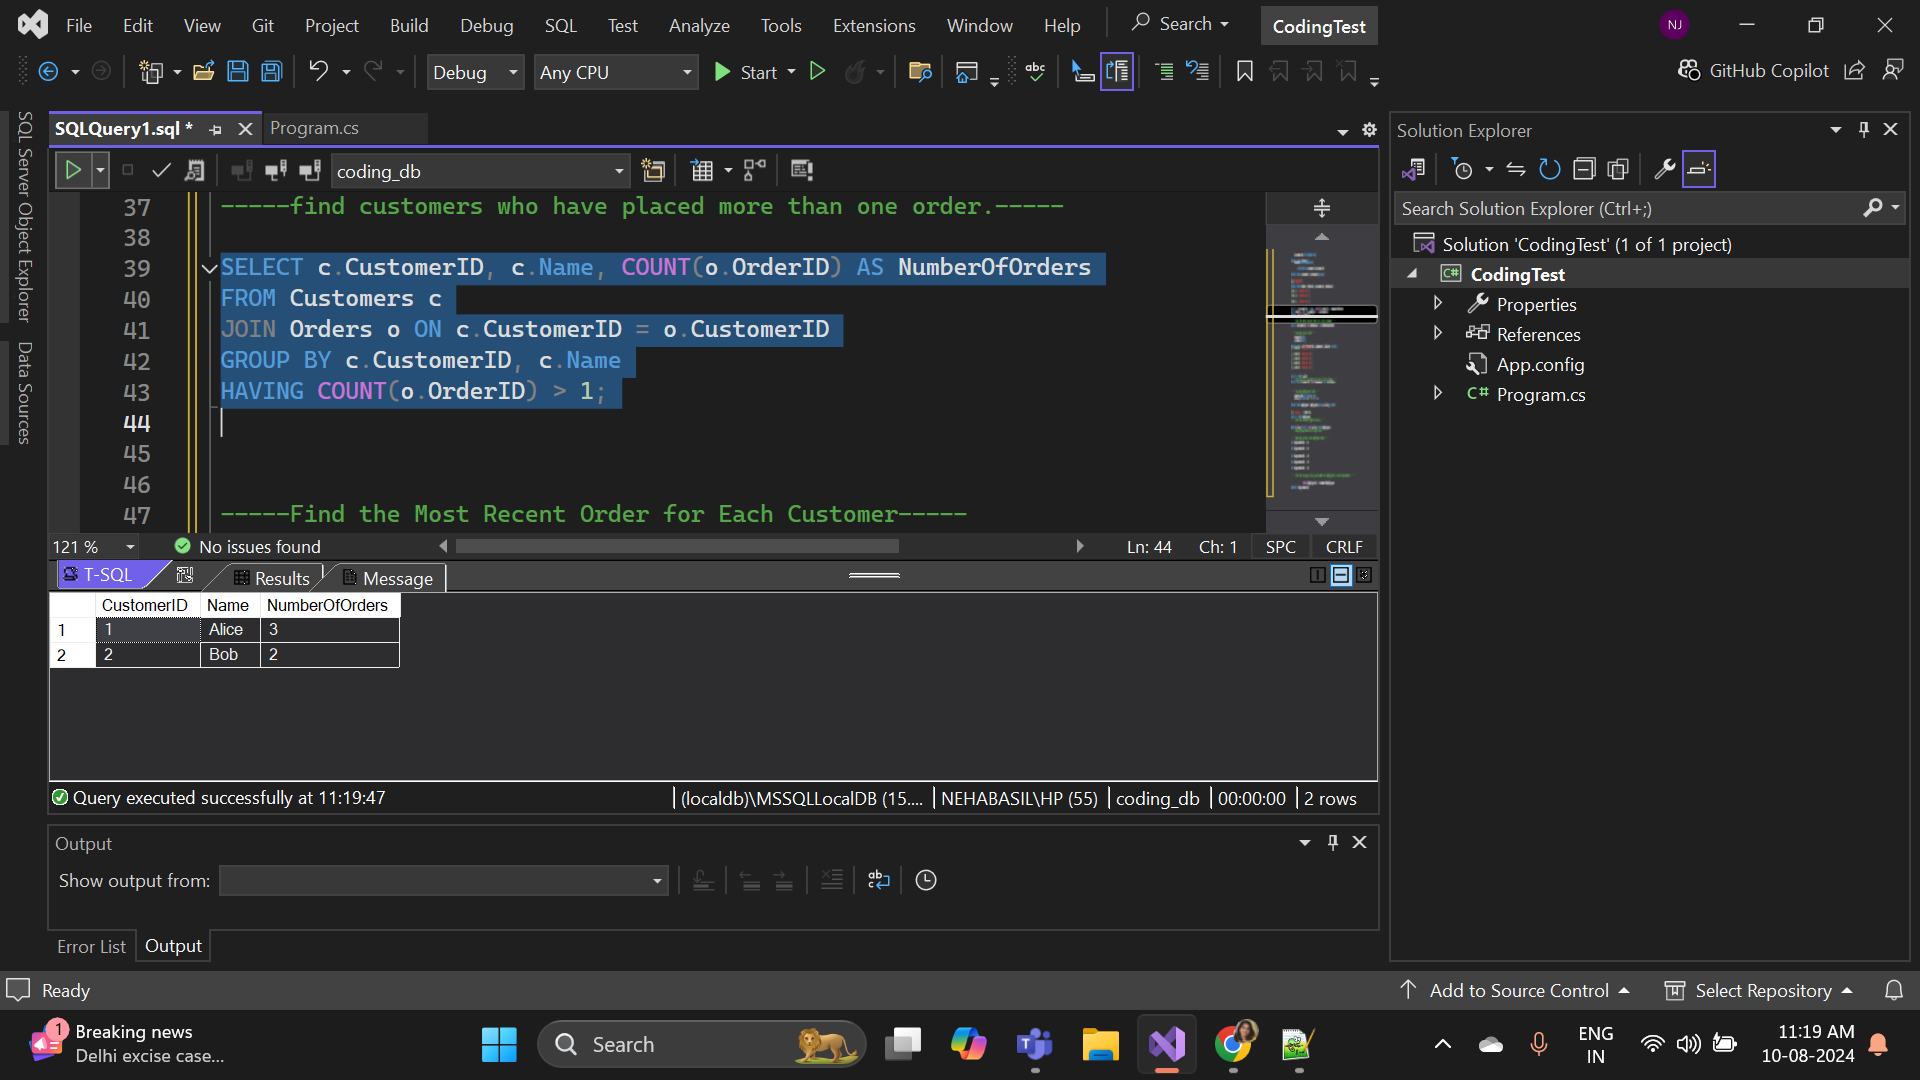 File Edit View Git Project Build Debug SQL Test Analyze Tools Extensions Window Help Search CodingTest NJ
Debug Any CPU Start GitHub Copilot
SQL Server Object Explorer
Data Sources
SQLQuery1.sql * Program.cs
coding_db
37 -----find customers who have placed more than one order.-----
38
39 SELECT c.CustomerID, c.Name, COUNT(o.OrderID) AS NumberOfOrders
40 FROM Customers c
41 JOIN Orders o ON c.CustomerID = o.CustomerID
42 GROUP BY c.CustomerID, c.Name
43 HAVING COUNT(o.OrderID) > 1;
44
45
46
47 -----Find the Most Recent Order for Each Customer-----
121 % No issues found Ln: 44 Ch: 1 SPC CRLF
T-SQL Results Message
CustomerID Name NumberOfOrders
1 1 Alice 3
2 2 Bob 2
Query executed successfully at 11:19:47 (localdb)\MSSQLLocalDB (15.... NEHABASIL\HP (55) coding_db 00:00:00 2 rows
Output
Show output from:
Error List Output
Solution Explorer
Search Solution Explorer (Ctrl+;)
Solution 'CodingTest' (1 of 1 project)
C# CodingTest
Properties
References
App.config
C# Program.cs
Ready Add to Source Control Select Repository
1 Breaking news
Delhi excise case...
Search
ENG
IN
11:19 AM
10-08-2024